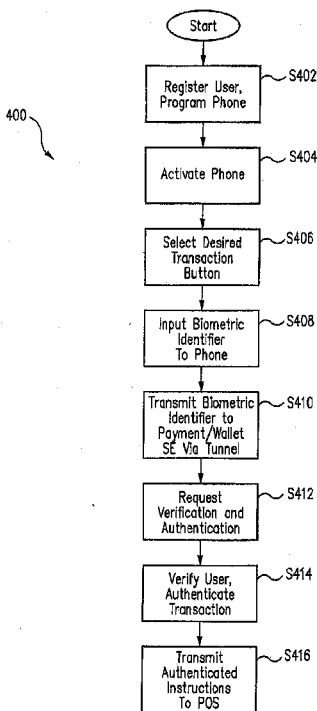 Start
Register User,
Program Phone
S402
400
Activate Phone
S404
Select Desired
Transaction
Button
S406
Input Biometric
Identifier
To Phone
S408
Transmit Biometric
Identifier to
Payment/Wallet
SE Via Tunnel
S410
Request
Verification and
Authentication
S412
Verify User,
Authenticate
Transaction
S414
Transmit
Authenticated
Instructions
To POS
S416